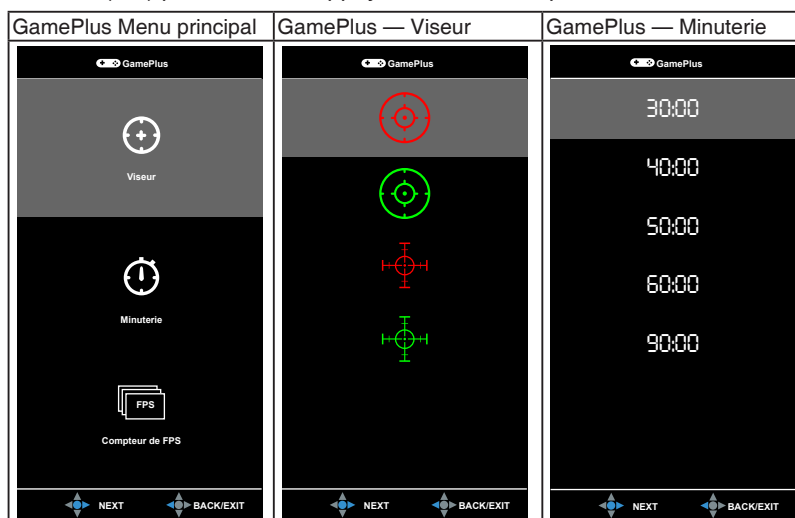 GamePlus Menu principal
GamePlus — Viseur
GamePlus — Minuterie
GamePlus
Viseur
Minuterie
FPS
Compteur de FPS
NEXT BACK/EXIT
GamePlus
NEXT BACK/EXIT
GamePlus
30:00
40:00
50:00
60:00
90:00
NEXT BACK/EXIT